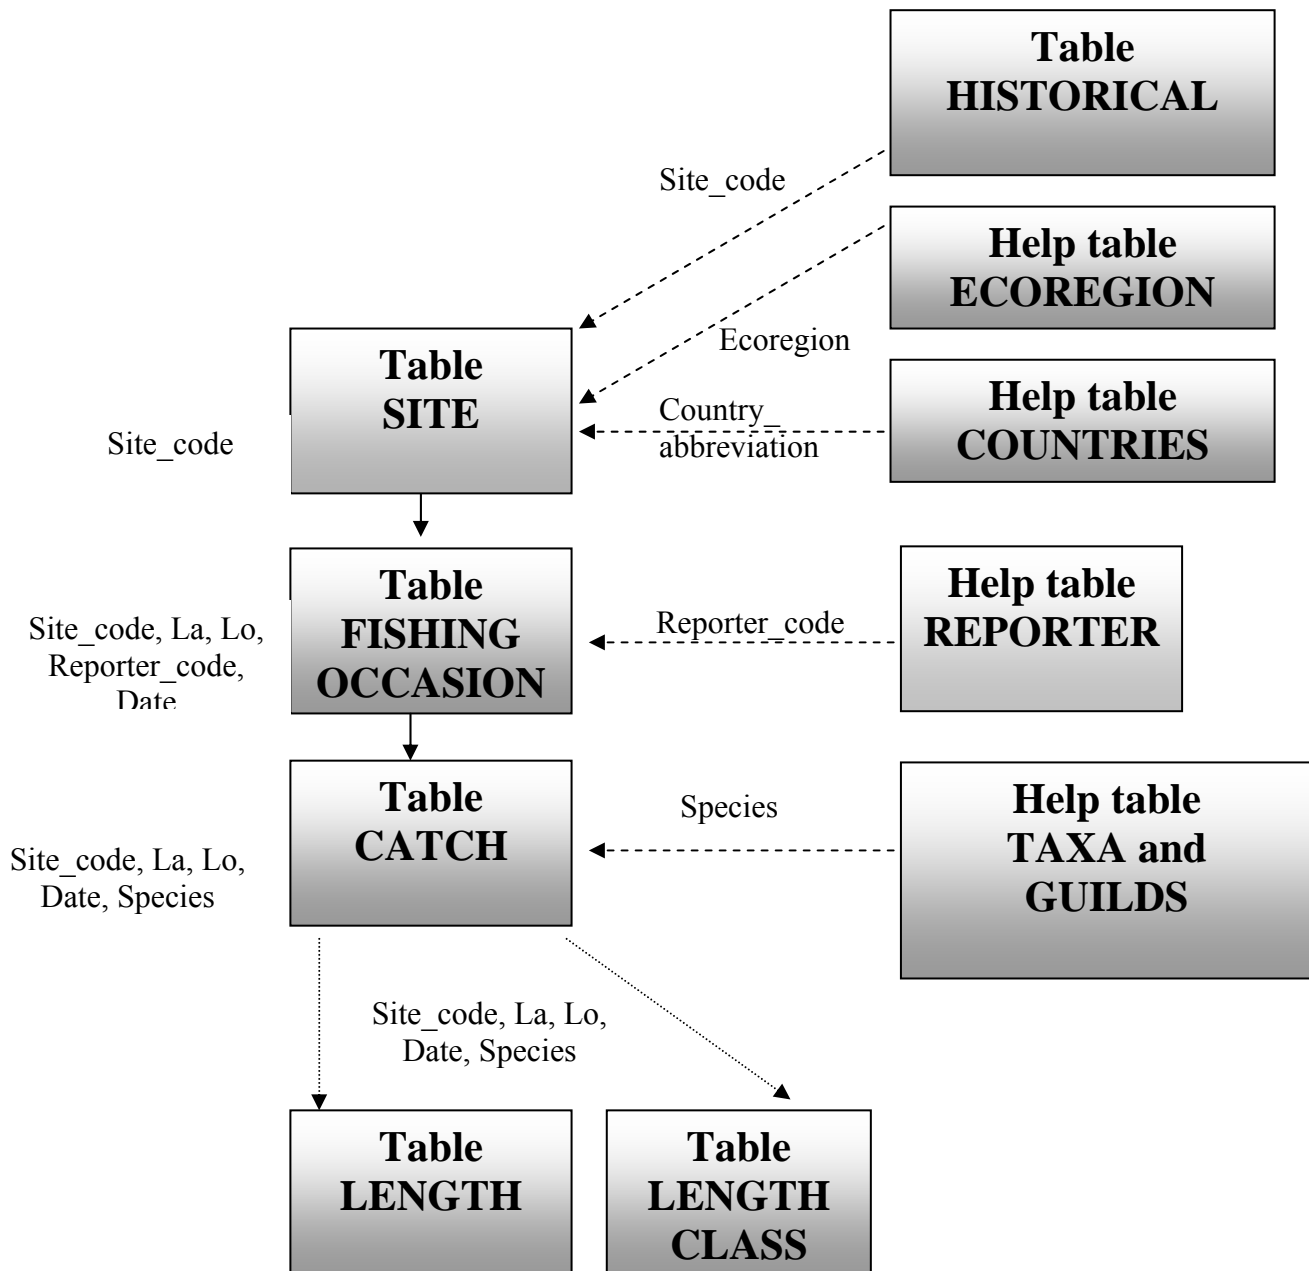 Table
HISTORICAL
Site_code
Help table
ECOREGION
Ecoregion
Table
SITE
Help table
COUNTRIES
Country_
abbreviation
Site_code
Table
FISHING
OCCASION
Help table
REPORTER
Reporter_code
Site_code, La, Lo,
Reporter_code,
Date
Table
CATCH
Species
Help table
TAXA and
GUILDS
Site_code, La, Lo,
Date, Species
Site_code, La, Lo,
Date, Species
Table
LENGTH
Table
LENGTH
CLASS